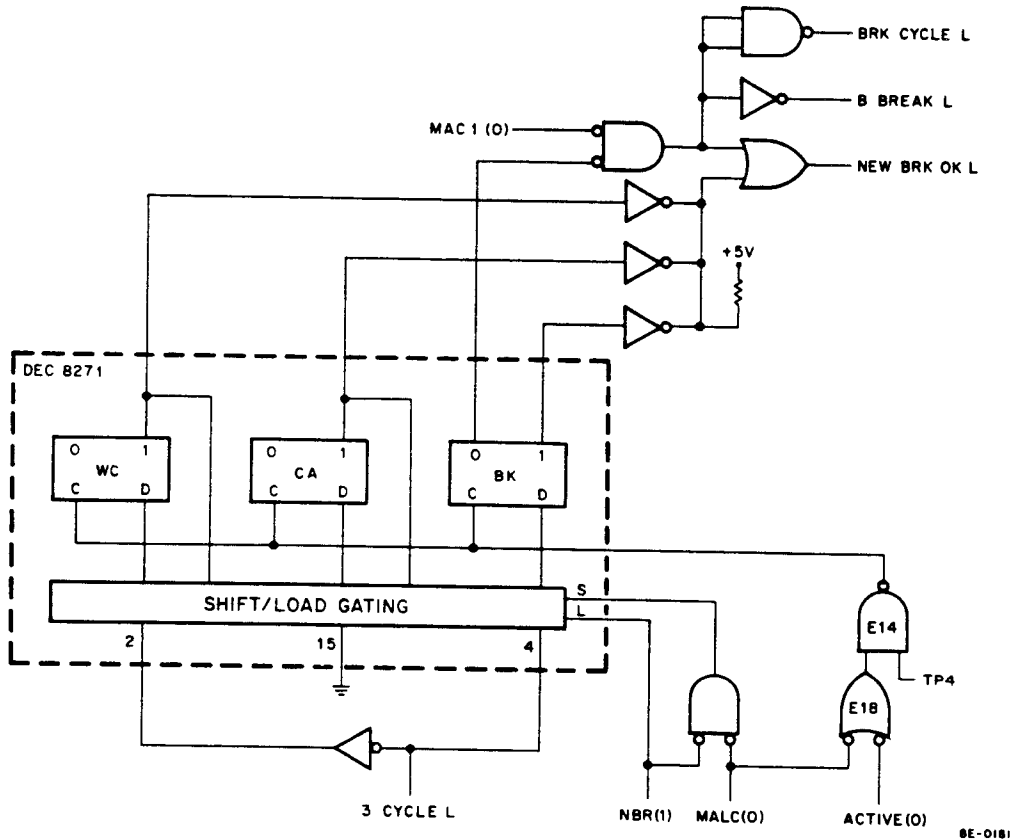 BRK CYCLE L
B BREAK L
MAC 1 (0)
NEW BRK OK L
+5V
DEC 8271
0 1
WC
C D
0 1
CA
C D
0 1
BK
C D
SHIFT/LOAD GATING
S
L
2
15
4
E14
TP4
E18
3 CYCLE L
NBR(1)
MALC(0)
ACTIVE(0)
8E-0181